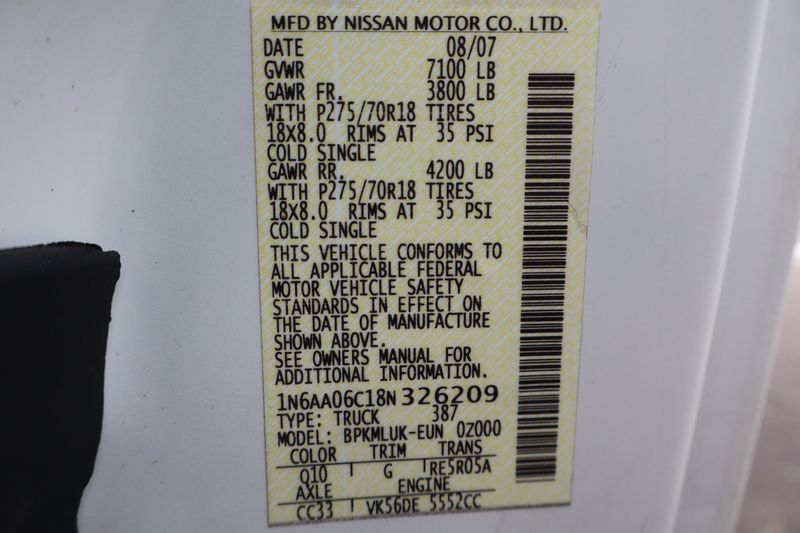 MFD BY NISSAN MOTOR CO., LTD.
DATE 08/07
GVWR 7100 LB
GAWR FR. 3800 LB
WITH P275/70R18 TIRES
18X8.0 RIMS AT 35 PSI
COLD SINGLE
GAWR RR. 4200 LB
WITH P275/70R18 TIRES
18X8.0 RIMS AT 35 PSI
COLD SINGLE
THIS VEHICLE CONFORMS TO
ALL APPLICABLE FEDERAL
MOTOR VEHICLE SAFETY
STANDARDS IN EFFECT ON
THE DATE OF MANUFACTURE
SHOWN ABOVE.
SEE OWNERS MANUAL FOR
ADDITIONAL INFORMATION.
1N6AA06C18N326209
TYPE: TRUCK 387
MODEL: BPKMLUK-EUN 0Z000
COLOR TRIM TRANS
Q10 G RE5R05A
AXLE ENGINE
CC33 VK56DE 5552CC